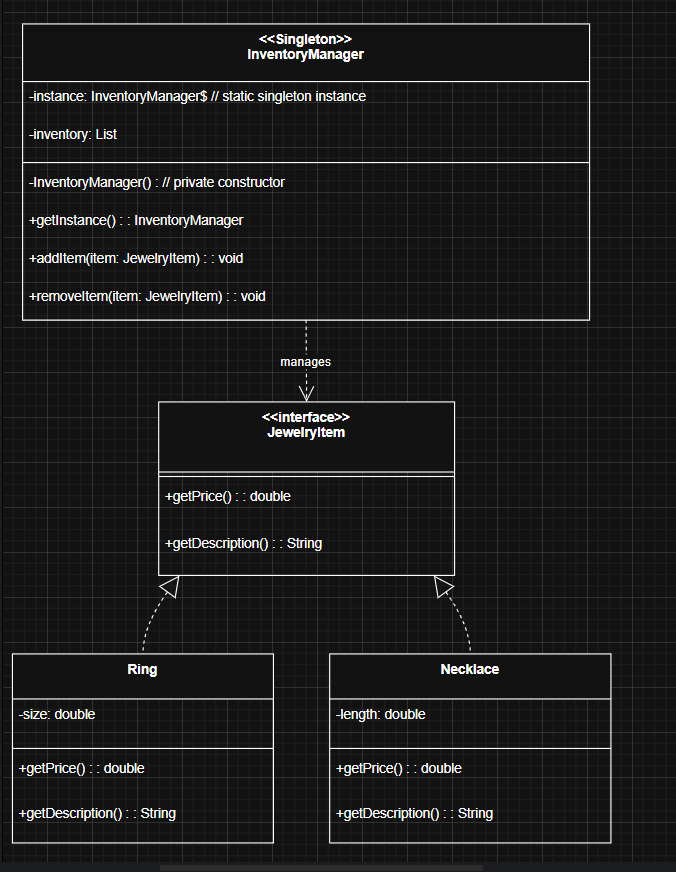 <<Singleton>>
InventoryManager
-instance: InventoryManager$ // static singleton instance
-inventory: List
-InventoryManager() : // private constructor
+getInstance() : : InventoryManager
+addItem(item: JewelryItem) : : void
+removeItem(item: JewelryItem) : : void
manages
<<interface>>
JewelryItem
+getPrice() : : double
+getDescription() : : String
Ring
-size: double
+getPrice() : : double
+getDescription() : : String
Necklace
-length: double
+getPrice() : : double
+getDescription() : : String